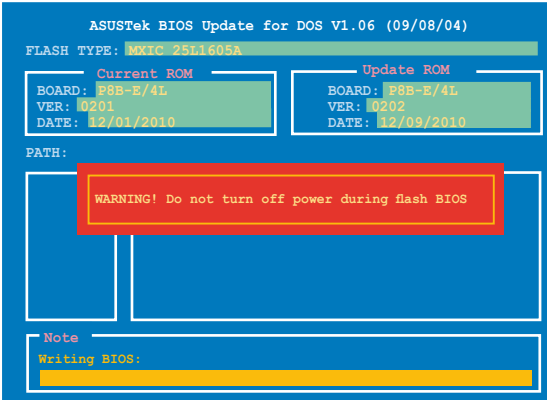 ASUSTek BIOS Update for DOS V1.06 (09/08/04)
FLASH TYPE: MXIC 25L1605A
Current ROM
BOARD: P8B-E/4L
VER: 0201
DATE: 12/01/2010
Update ROM
BOARD: P8B-E/4L
VER: 0202
DATE: 12/09/2010
PATH:
WARNING! Do not turn off power during flash BIOS
Note
Writing BIOS: